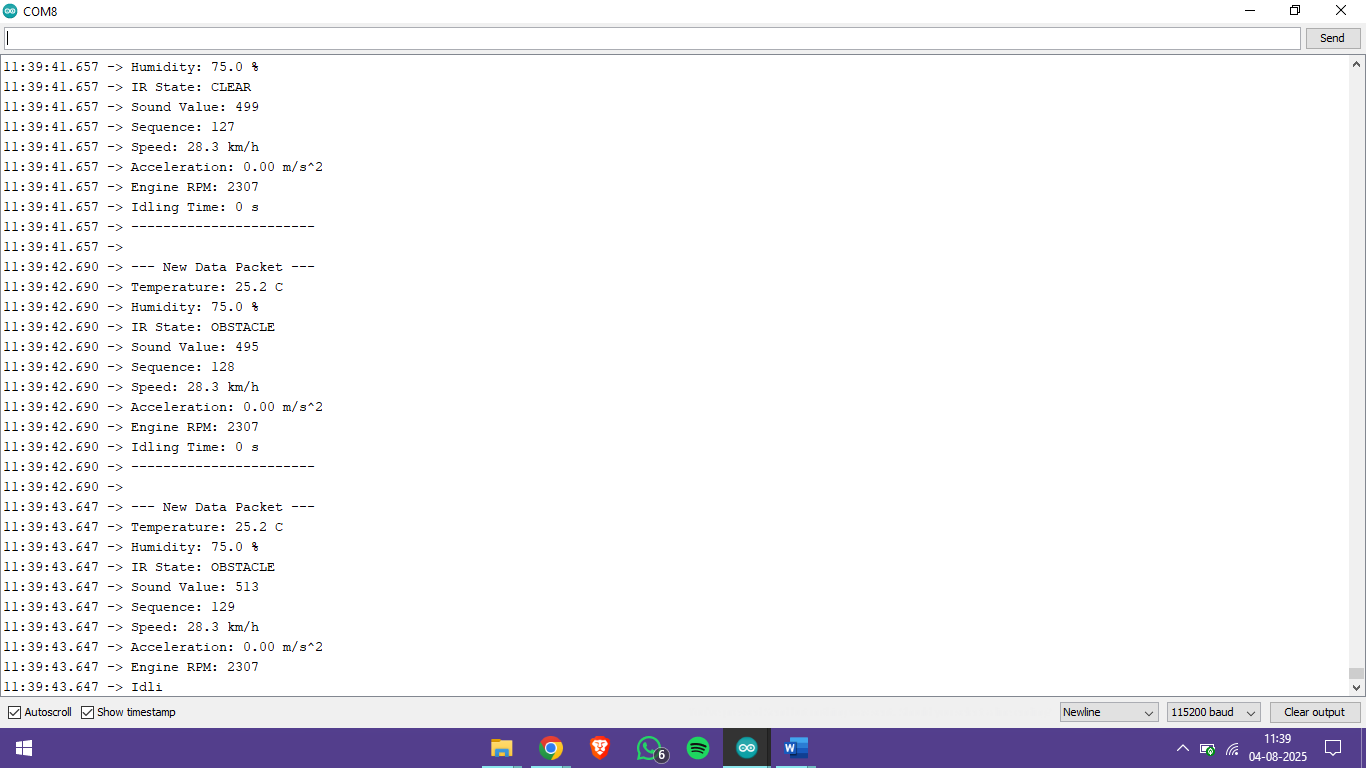 COM8
Send
11:39:41.657 -> Humidity: 75.0 %
11:39:41.657 -> IR State: CLEAR
11:39:41.657 -> Sound Value: 499
11:39:41.657 -> Sequence: 127
11:39:41.657 -> Speed: 28.3 km/h
11:39:41.657 -> Acceleration: 0.00 m/s^2
11:39:41.657 -> Engine RPM: 2307
11:39:41.657 -> Idling Time: 0 s
11:39:41.657 -> -----------------------
11:39:41.657 ->
11:39:42.690 -> --- New Data Packet ---
11:39:42.690 -> Temperature: 25.2 C
11:39:42.690 -> Humidity: 75.0 %
11:39:42.690 -> IR State: OBSTACLE
11:39:42.690 -> Sound Value: 495
11:39:42.690 -> Sequence: 128
11:39:42.690 -> Speed: 28.3 km/h
11:39:42.690 -> Acceleration: 0.00 m/s^2
11:39:42.690 -> Engine RPM: 2307
11:39:42.690 -> Idling Time: 0 s
11:39:42.690 -> -----------------------
11:39:42.690 ->
11:39:43.647 -> --- New Data Packet ---
11:39:43.647 -> Temperature: 25.2 C
11:39:43.647 -> Humidity: 75.0 %
11:39:43.647 -> IR State: OBSTACLE
11:39:43.647 -> Sound Value: 513
11:39:43.647 -> Sequence: 129
11:39:43.647 -> Speed: 28.3 km/h
11:39:43.647 -> Acceleration: 0.00 m/s^2
11:39:43.647 -> Engine RPM: 2307
11:39:43.647 -> Idli
Autoscroll Show timestamp Newline 115200 baud Clear output
6
W
11:39
04-08-2025